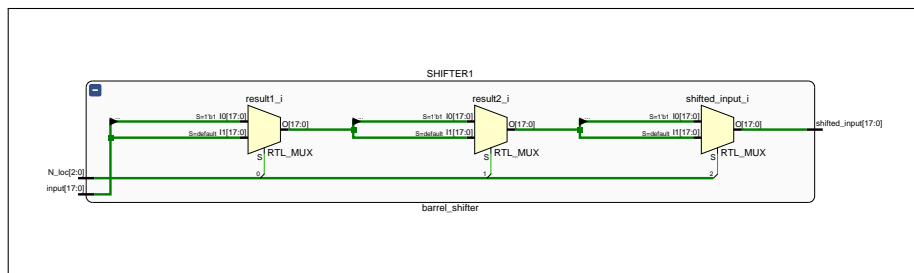 SHIFTER1
result1_i
result2_i
shifted_input_i
S=1'b1 I0[17:0]
S=default I1[17:0]
O[17:0]
S
RTL_MUX
0
S=1'b1 I0[17:0]
S=default I1[17:0]
O[17:0]
S
RTL_MUX
1
S=1'b1 I0[17:0]
S=default I1[17:0]
O[17:0]
S
RTL_MUX
2
shifted_input[17:0]
N_loc[2:0]
input[17:0]
barrel_shifter